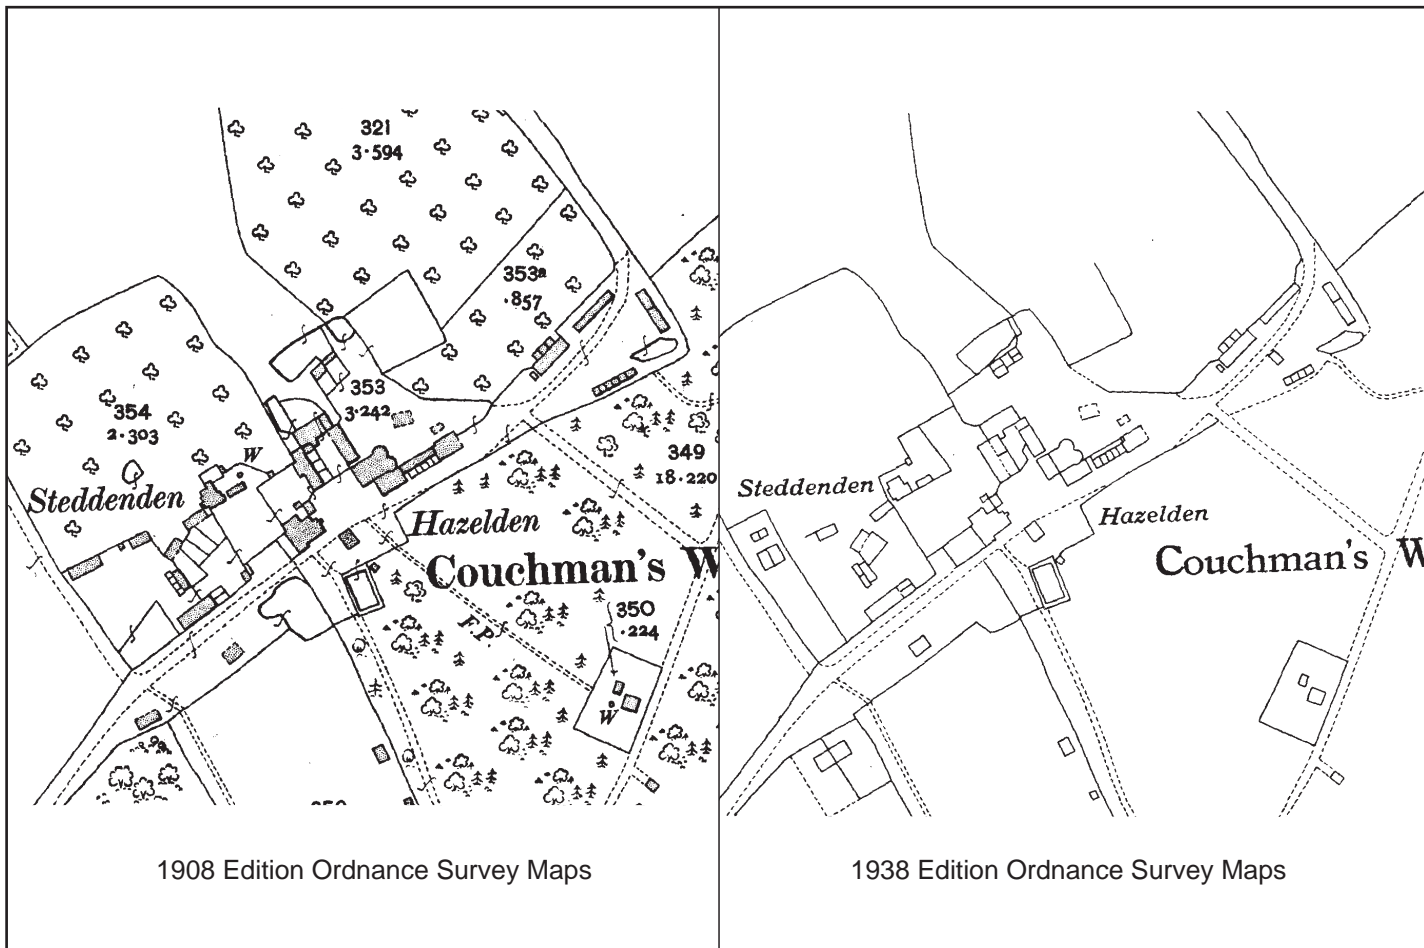 321
3·594
353a
·857
353
3·242
354
2·303
W
Steddenden
349
18·220
Hazelden
Couchman's W
350
·224
F.P.
W
1908 Edition Ordnance Survey Maps
Steddenden
Hazelden
Couchman's W
1938 Edition Ordnance Survey Maps